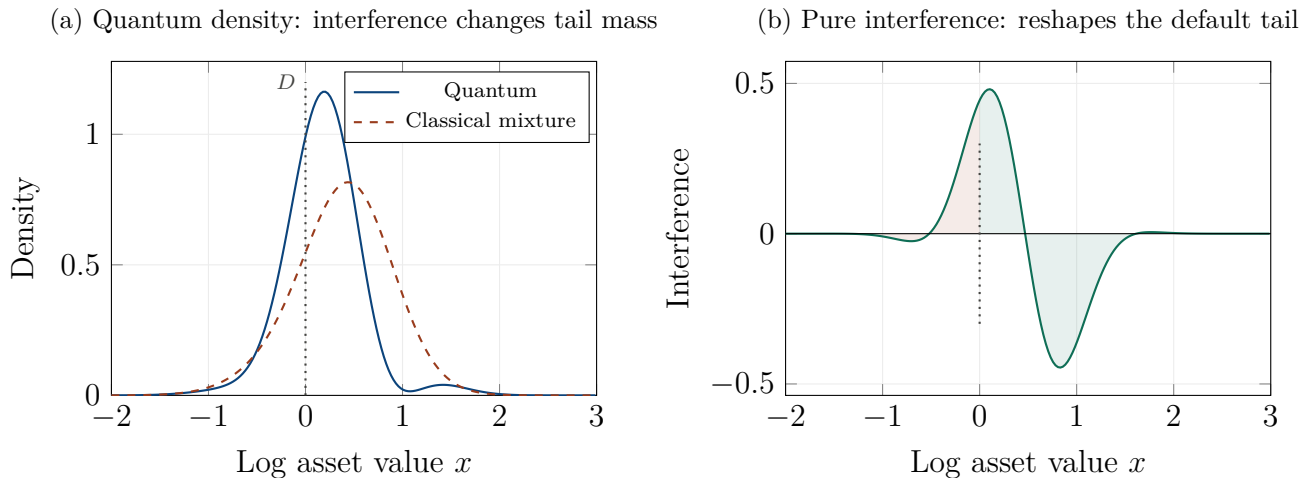 (a) Quantum density: interference changes tail mass
D
Quantum
Classical mixture
1
0.5
0
Density
−2
−1
0
1
2
3
Log asset value x
(b) Pure interference: reshapes the default tail
0.5
0
−0.5
Interference
−2
−1
0
1
2
3
Log asset value x